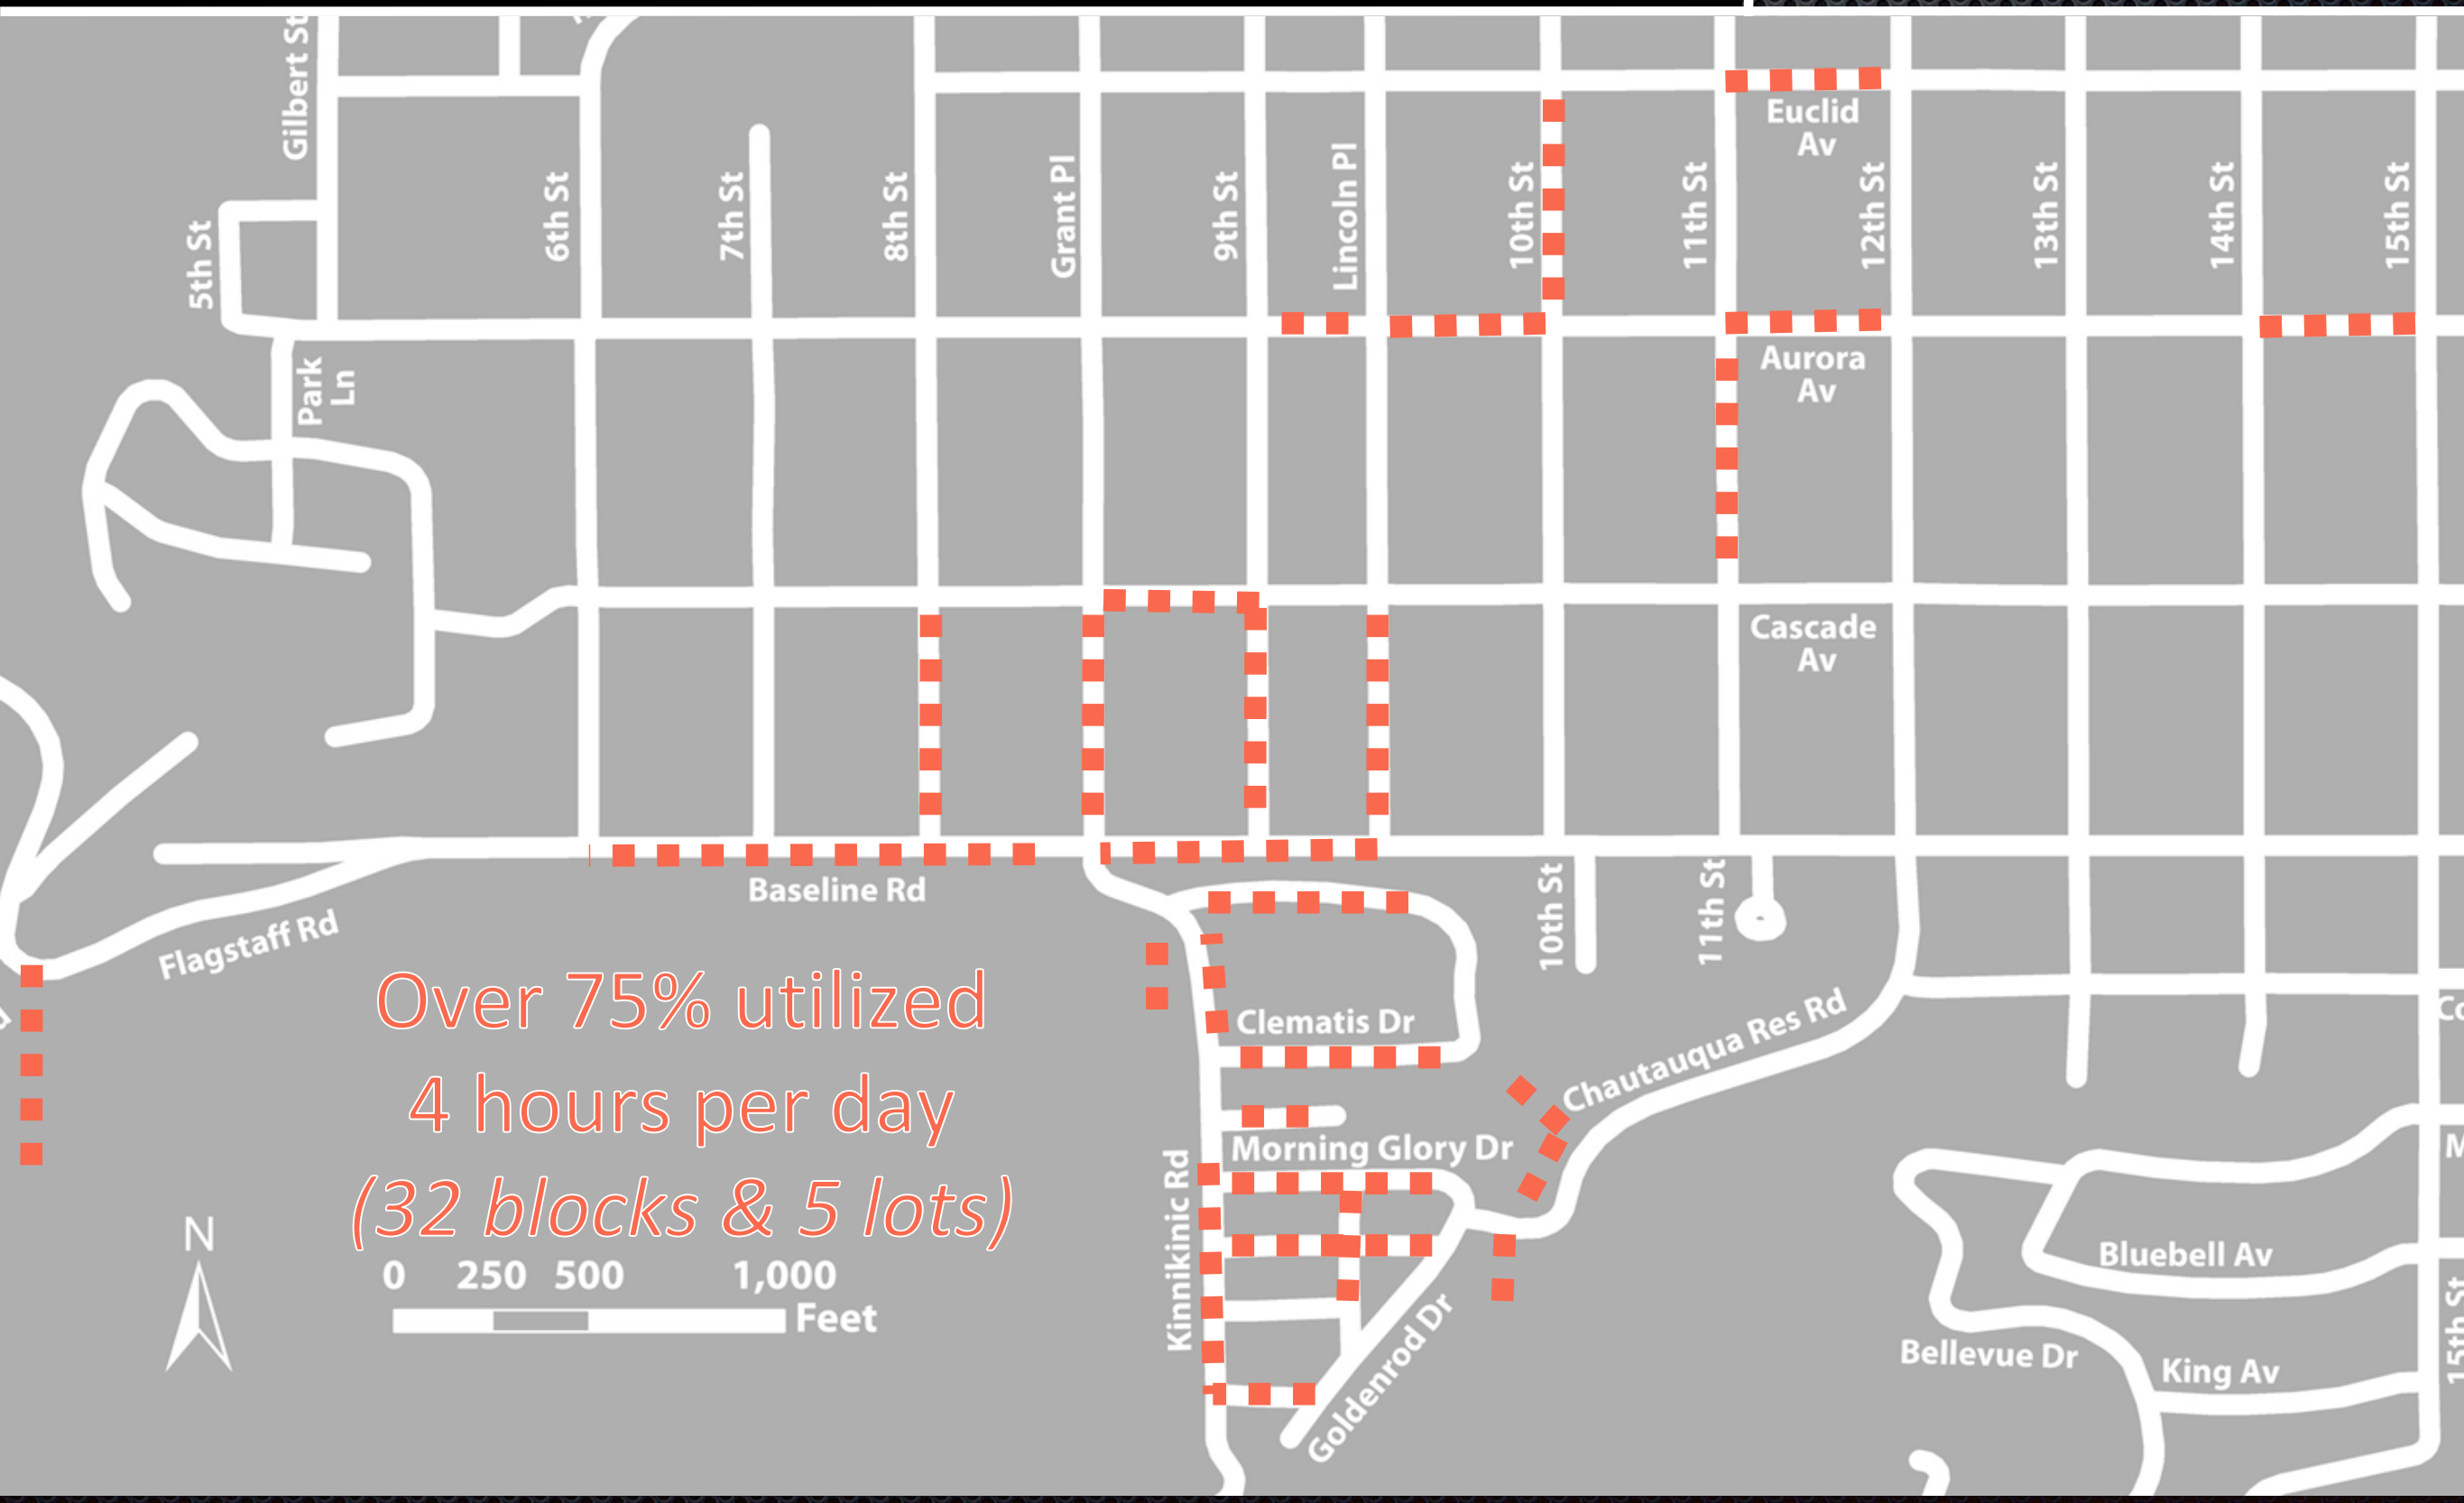 Gilbert St
Euclid
Av
5th St
6th St
7th St
8th St
Grant Pl
9th St
Lincoln Pl
10th St
11th St
12th St
13th St
14th St
15th St
Park
Ln
Aurora
Av
Cascade
Av
Baseline Rd
Flagstaff Rd
10th St
11th St
Over 75% utilized
4 hours per day
(32 blocks & 5 lots)
Clematis Dr
Chautauqua Res Rd
Morning Glory Dr
Kinnikinic Rd
Goldenrod Dr
N
0 250 500 1,000
Feet
Bluebell Av
Bellevue Dr
King Av
15th St